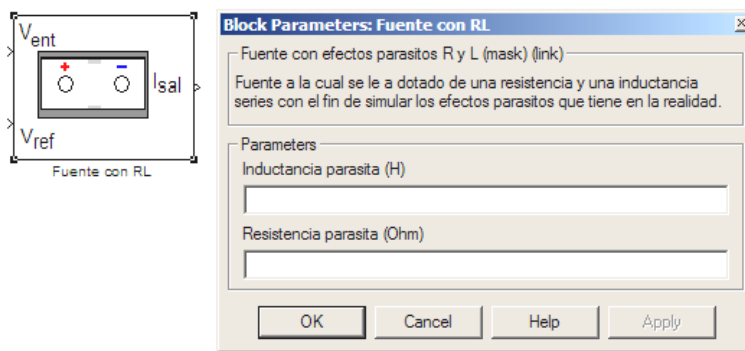 Vent
+ -
Isal
Vref
Fuente con RL
Block Parameters: Fuente con RL
Fuente con efectos parasitos R y L (mask) (link)
Fuente a la cual se le a dotado de una resistencia y una inductancia
series con el fin de simular los efectos parasitos que tiene en la realidad.
Parameters
Inductancia parasita (H)
Resistencia parasita (Ohm)
OK Cancel Help Apply